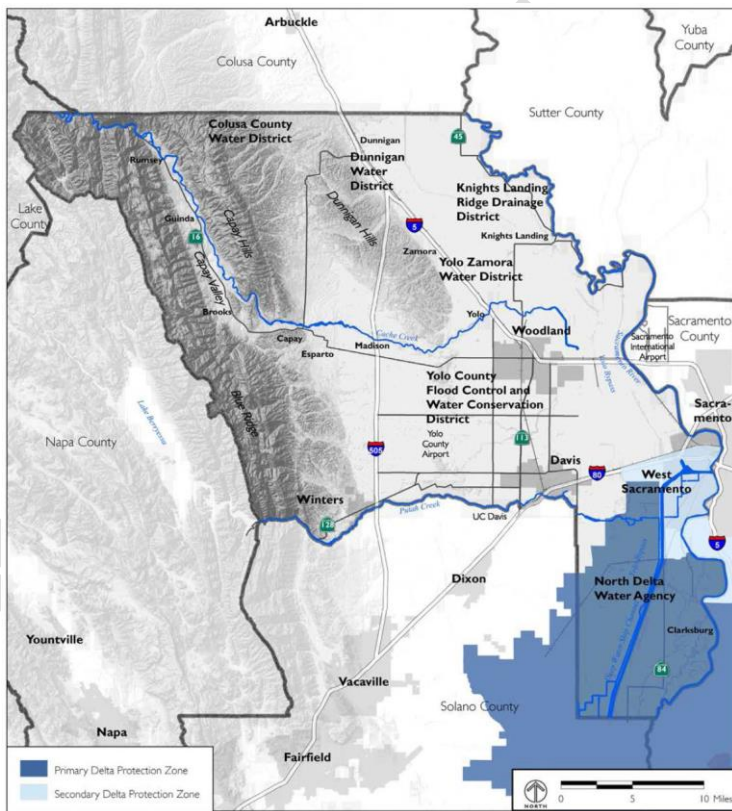 Arbuckle
Colusa County
Yuba
County
Sutter County
Colusa County
Water District
Dunnigan
45
Dunnigan
Water
District
Rumsey
Knights Landing
Ridge Drainage
District
Lake
County
Guinda
Capay Hills
Dunnigan Hills
5
16
Knights Landing
Zamora
Capay Valley
Yolo Zamora
Water District
Brooks
Yolo
Woodland
Sacramento
County
Cache Creek
Capay
Madison
Esparto
Sacramento
International
Airport
Sacramento River
Yolo Bypass
Yolo County
Flood Control and
Water Conservation
District
Sacra-
mento
Blue Ridge
Lake Berryessa
Napa County
Yolo
County
Airport
113
505
Davis
80
West
Sacramento
Winters
128
Putah Creek
UC Davis
5
Dixon
North Delta
Water Agency
Clarksburg
Yountville
84
Vacaville
Solano County
Napa
Fairfield
Primary Delta Protection Zone
Secondary Delta Protection Zone
NORTH
0 5 10 Miles